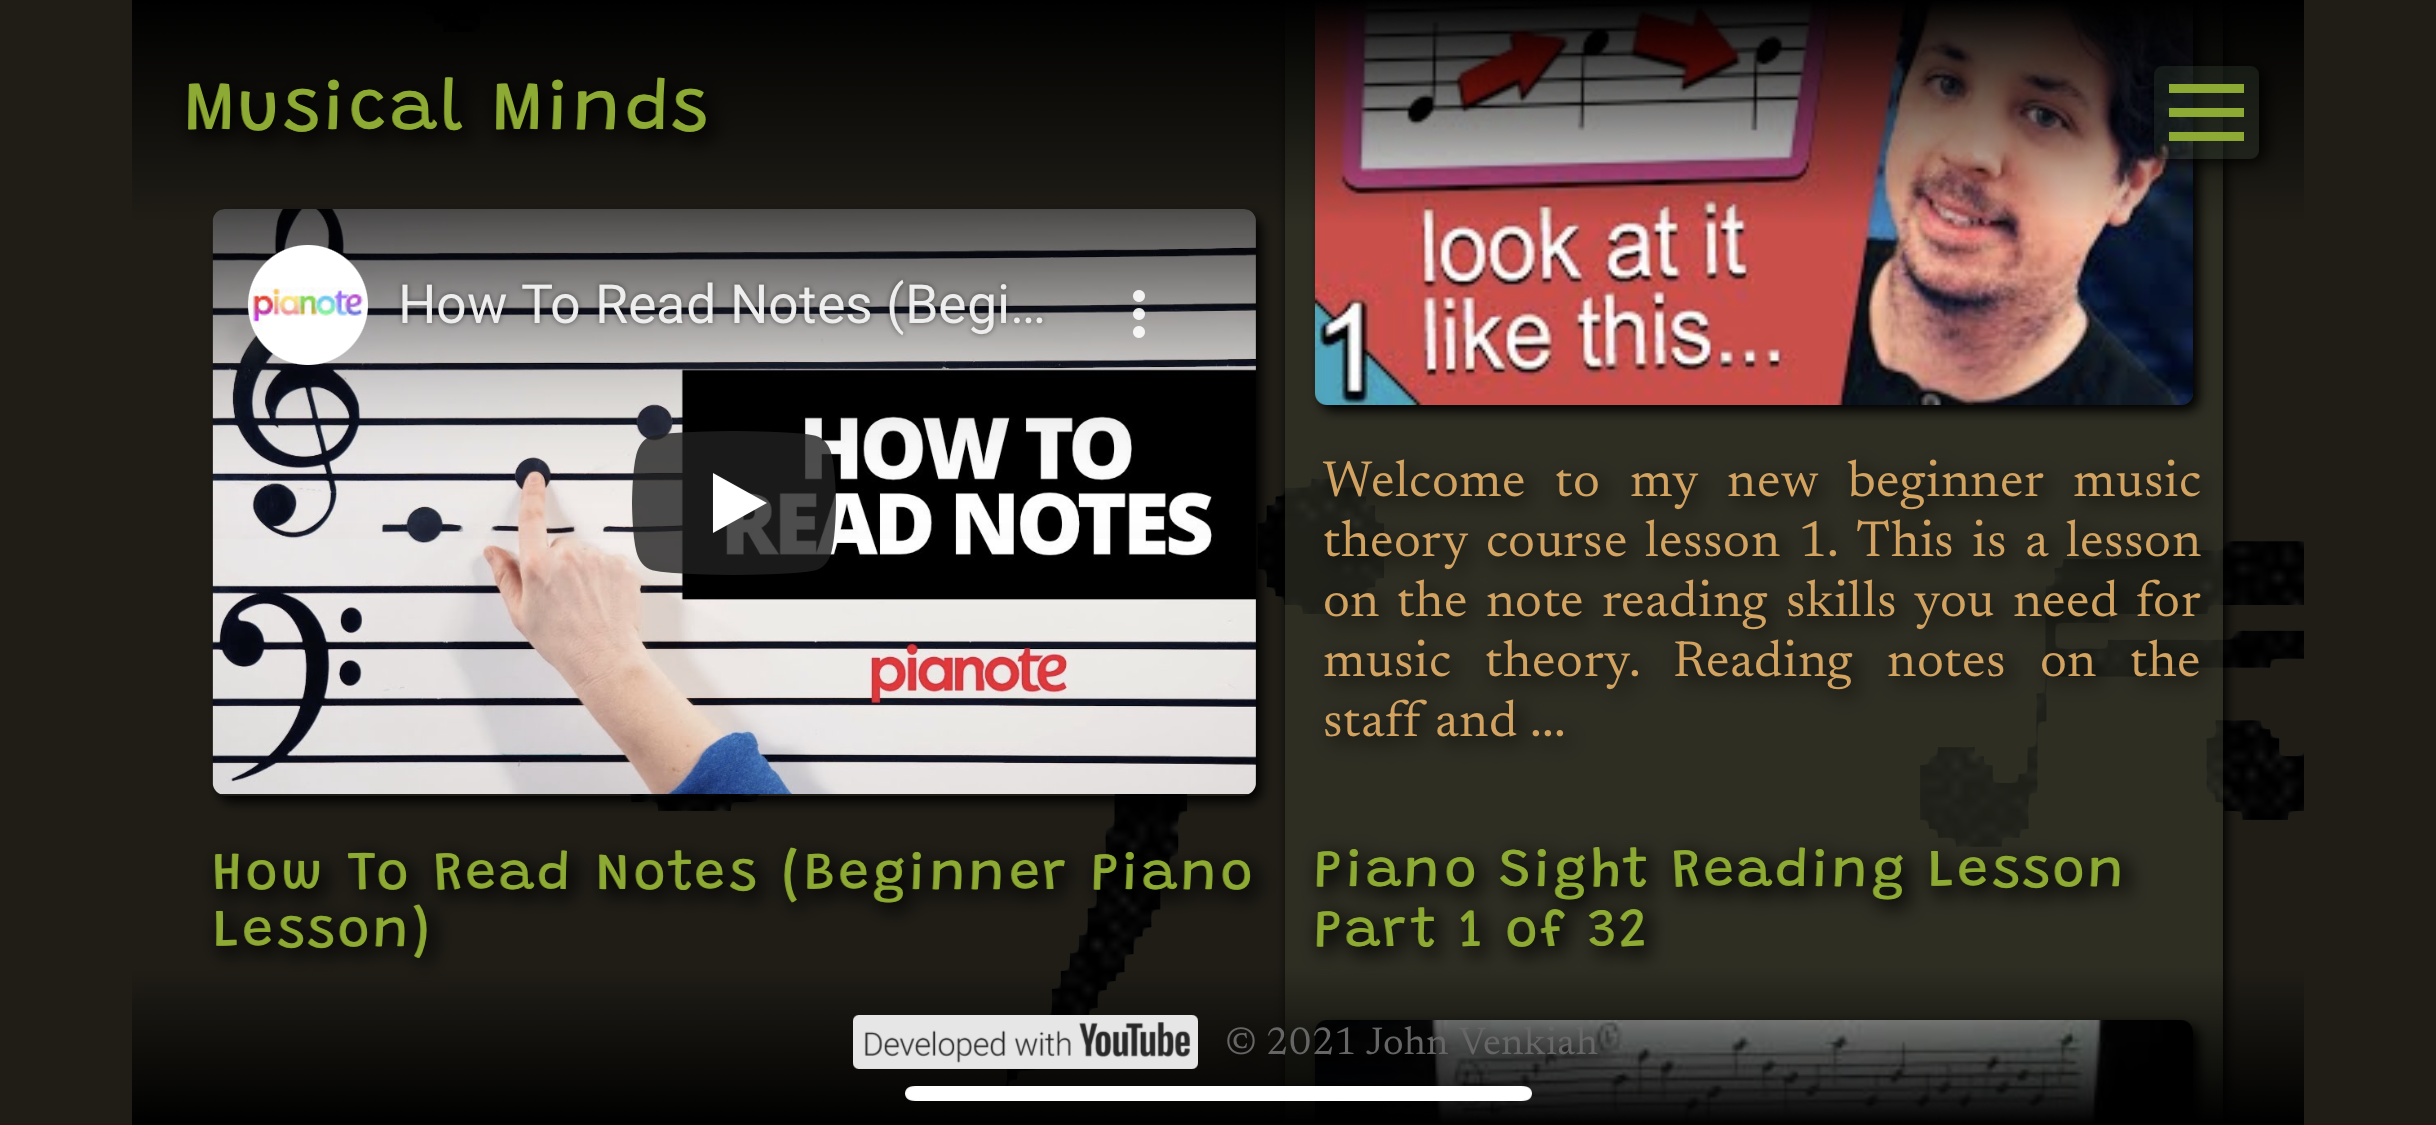 Musical Minds
pianote
How To Read Notes (Begi...
HOW TO
READ NOTES
pianote
How To Read Notes (Beginner Piano
Lesson)
look at it
like this...
1
Welcome to my new beginner music
theory course lesson 1. This is a lesson
on the note reading skills you need for
music theory. Reading notes on the
staff and ...
Piano Sight Reading Lesson
Part 1 of 32
Developed with YouTube
© 2021 John Venkiah